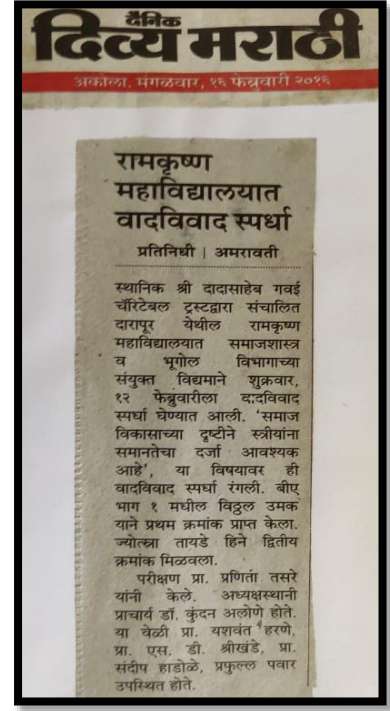 दैनिक
दिव्य मराठी
अकोला, मंगळवार, १६ फेब्रुवारी २०१६
रामकृष्ण
महाविद्यालयात
वादविवाद स्पर्धा
प्रतिनिधी | अमरावती
स्थानिक श्री दादासाहेब गवई
चॅरिटेबल ट्रस्टद्वारा संचालित
दारापूर येथील रामकृष्ण
महाविद्यालयात समाजशास्त्र
व भूगोल विभागाच्या
संयुक्त विद्यमाने शुक्रवार,
१२ फेब्रुवारीला वादविवाद
स्पर्धा घेण्यात आली. 'समाज
विकासाच्या दृष्टीने स्त्रीयांना
समानतेचा दर्जा आवश्यक
आहे', या विषयावर ही
वादविवाद स्पर्धा रंगली. बीए
भाग १ मधील विठ्ठल उमक
याने प्रथम क्रमांक प्राप्त केला.
ज्योत्स्ना तायडे हिने द्वितीय
क्रमांक मिळवला.
परीक्षण प्रा. प्रणिता तसरे
यांनी केले. अध्यक्षस्थानी
प्राचार्य डॉ. कुंदन अलोणे होते.
या वेळी प्रा. यशवंत हरणे,
प्रा. एस. डी. श्रीखंडे, प्रा.
संदीप हाडोळे, प्रफुल्ल पवार
उपस्थित होते.